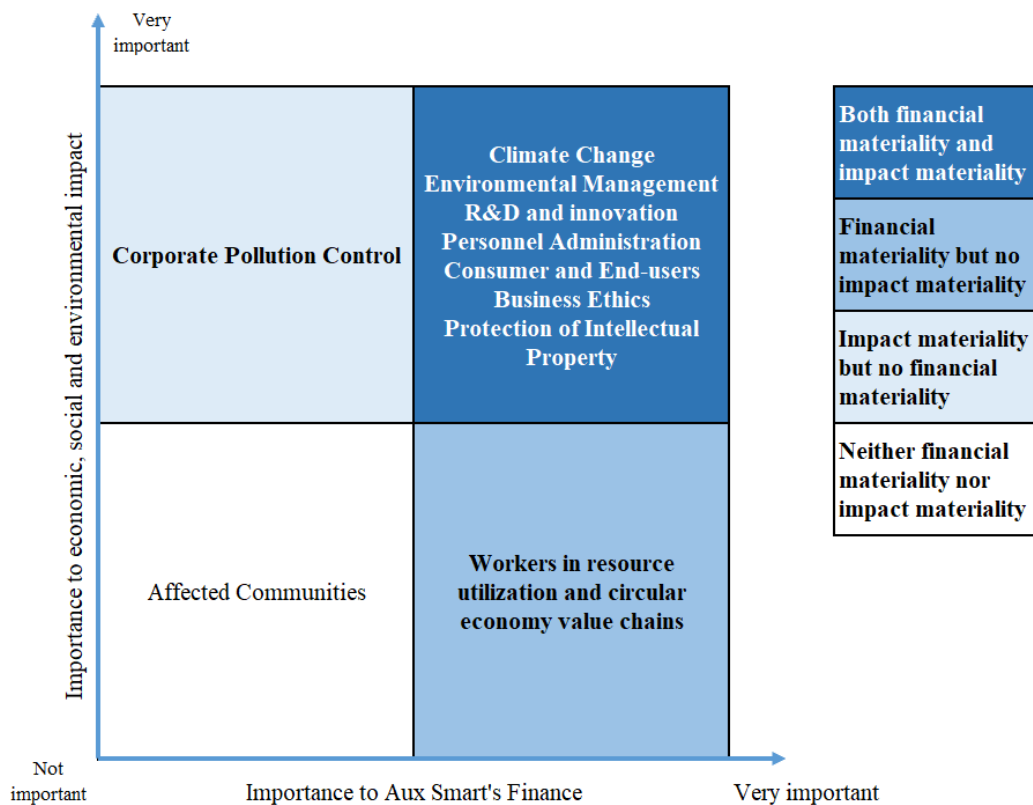 Very
important
Importance to economic, social and environmental impact
Corporate Pollution Control
Climate Change
Environmental Management
R&D and innovation
Personnel Administration
Consumer and End-users
Business Ethics
Protection of Intellectual
Property
Affected Communities
Workers in resource
utilization and circular
economy value chains
Not
important
Importance to Aux Smart's Finance
Very important
Both financial
materiality and
impact materiality
Financial
materiality but no
impact materiality
Impact materiality
but no financial
materiality
Neither financial
materiality nor
impact materiality